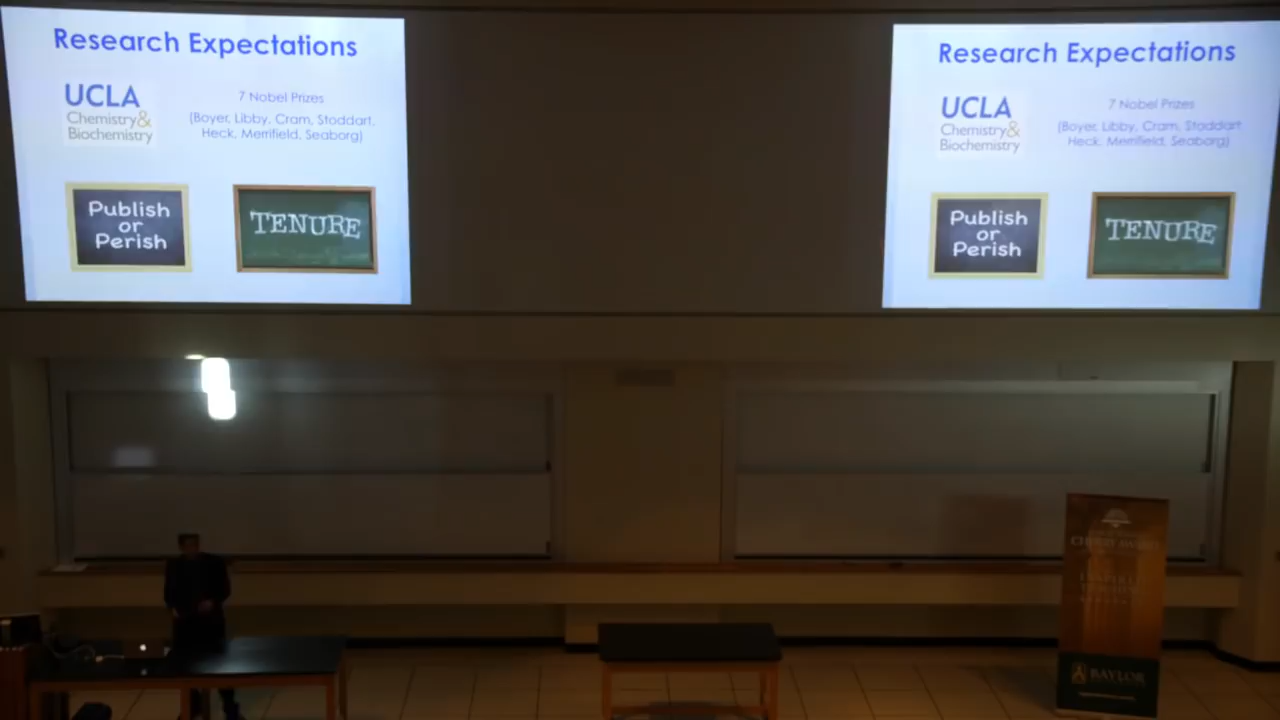 Research Expectations
UCLA
Chemistry&
Biochemistry
7 Nobel Prizes
(Boyer, Libby, Cram, Stoddart,
Heck, Merrifield, Seaborg)
Publish
or
Perish
TENURE
Research Expectations
UCLA
Chemistry&
Biochemistry
7 Nobel Prizes
(Boyer, Libby, Cram, Stoddart,
Heck, Merrifield, Seaborg)
Publish
or
Perish
TENURE
CHERRY AWARD
BAYLOR